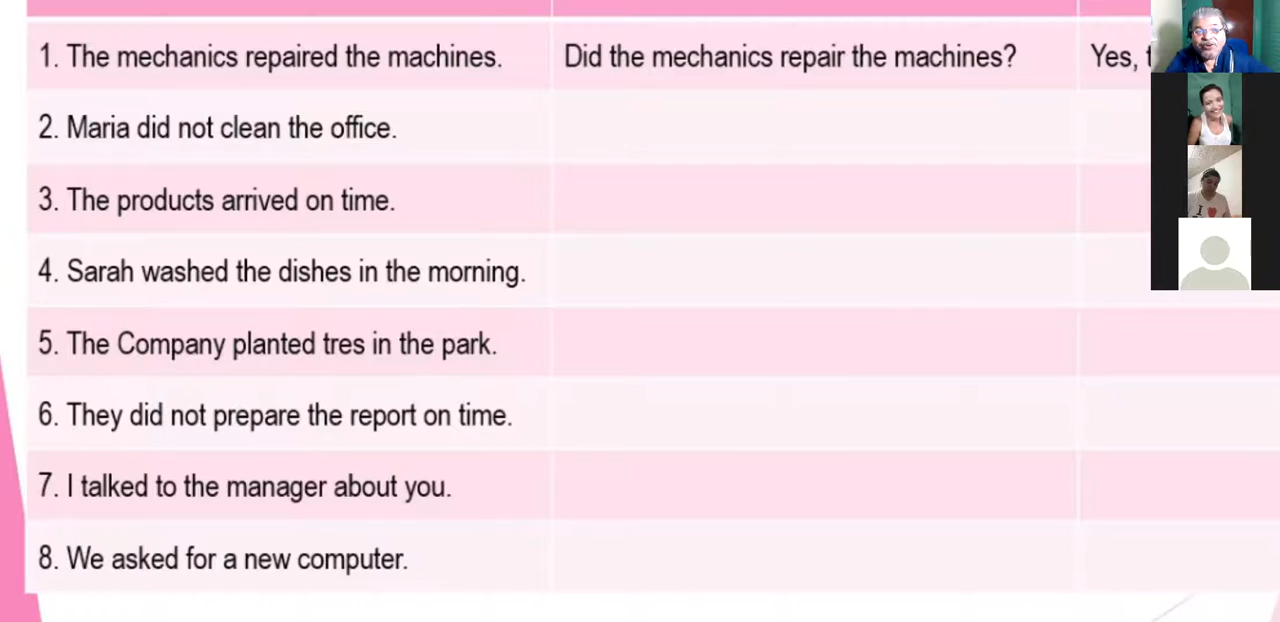 1. The mechanics repaired the machines. Did the mechanics repair the machines? Yes,
2. Maria did not clean the office.
3. The products arrived on time.
4. Sarah washed the dishes in the morning.
5. The Company planted tres in the park.
6. They did not prepare the report on time.
7. I talked to the manager about you.
8. We asked for a new computer.
I